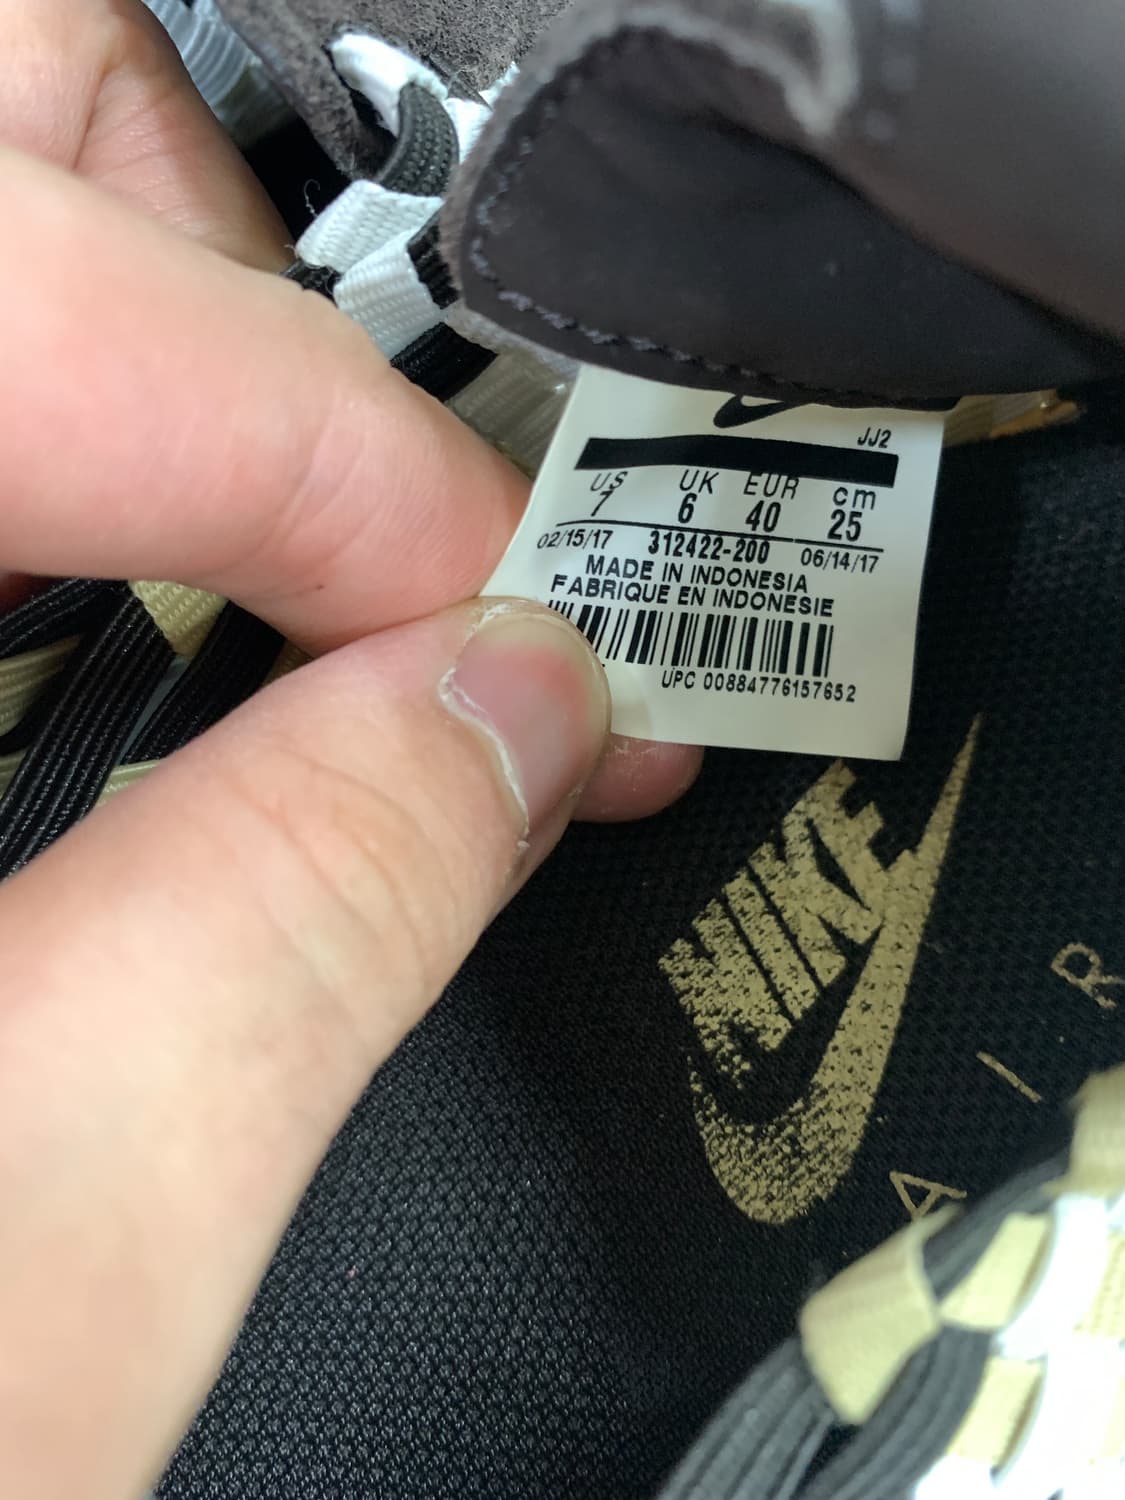 JJ2
US UK EUR cm
7 6 40 25
02/15/17 312422-200 06/14/17
MADE IN INDONESIA
FABRIQUE EN INDONESIE
UPC 00884776157652
NIKE
AIR